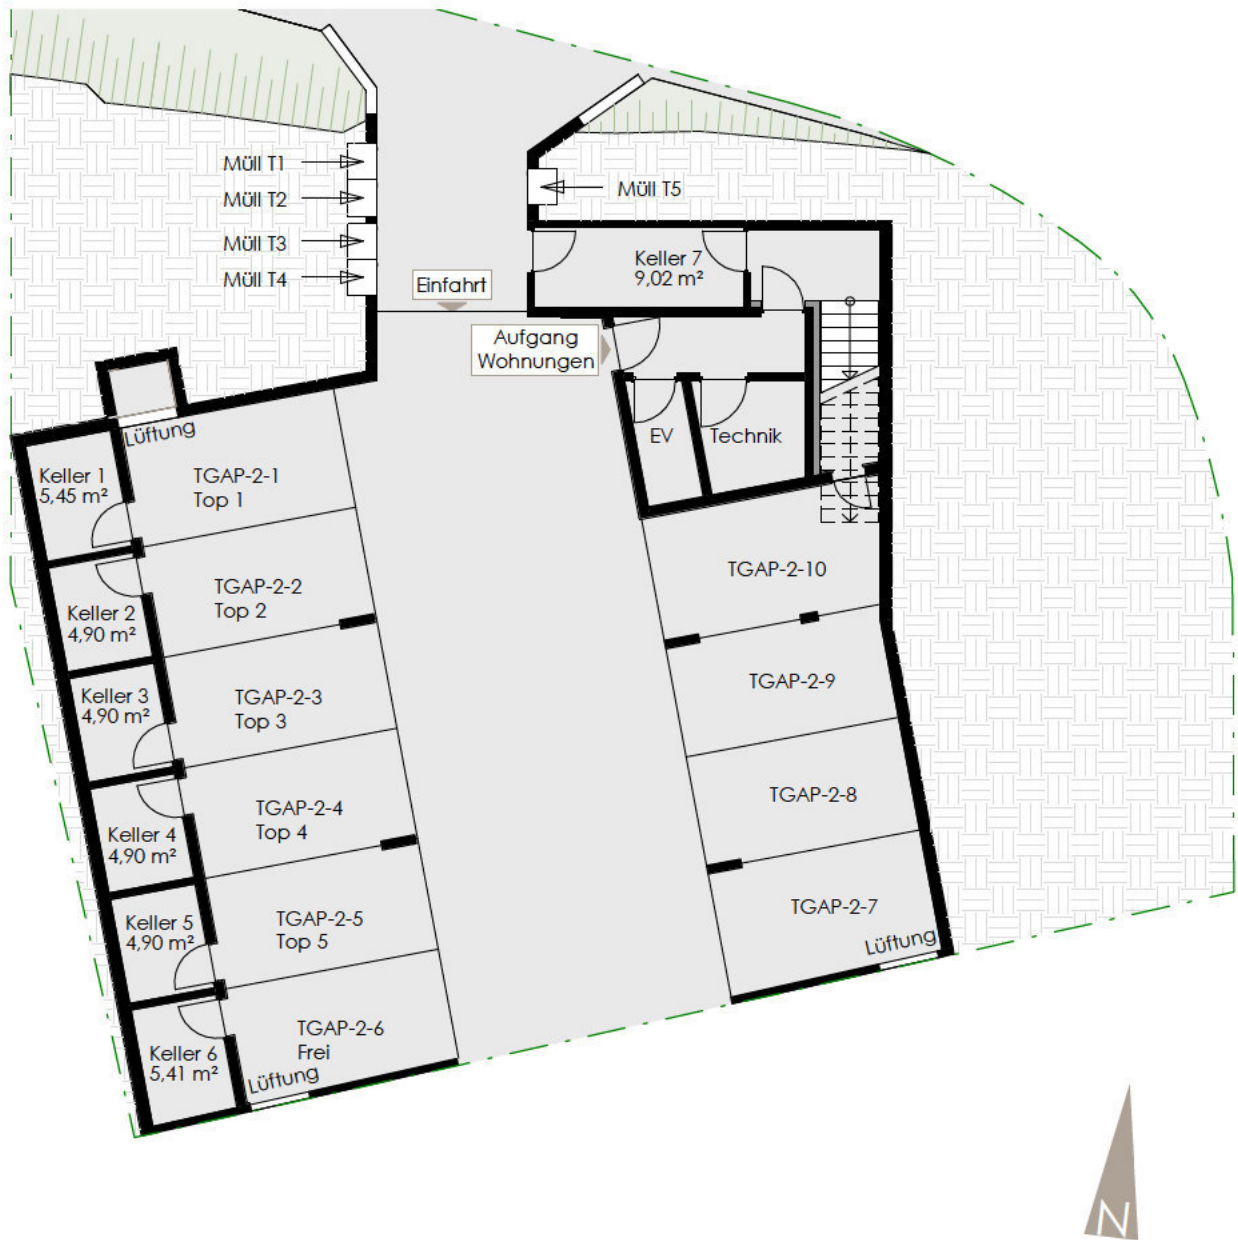 Müll T1
Müll T2
Müll T3
Müll T4
Müll T5
Keller 7
9,02 m²
Einfahrt
Aufgang
Wohnungen
EV
Technik
Lüftung
Keller 1
5,45 m²
TGAP-2-1
Top 1
Keller 2
4,90 m²
TGAP-2-2
Top 2
TGAP-2-10
Keller 3
4,90 m²
TGAP-2-3
Top 3
TGAP-2-9
Keller 4
4,90 m²
TGAP-2-4
Top 4
TGAP-2-8
Keller 5
4,90 m²
TGAP-2-5
Top 5
TGAP-2-7
Lüftung
Keller 6
5,41 m²
TGAP-2-6
Frei
Lüftung
N